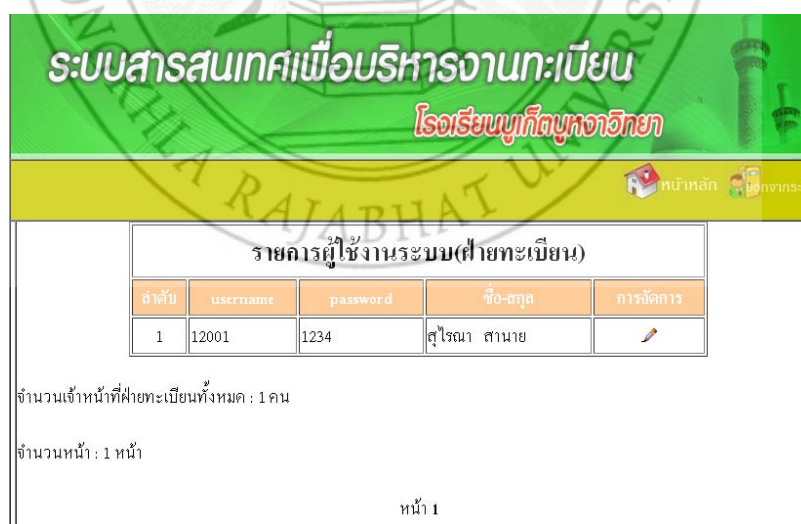 ระบบสารสนเทศเพื่อบริหารงานทะเบียน
โรงเรียนบูเก็ตบูหงาวิทยา
RAJABHAT
หน้าหลัก
รายการผู้ใช้งานระบบ(ฝ่ายทะเบียน)
ลำดับ username password ชื่อ-สกุล การจัดการ
1 12001 1234 สุไรณา สานาย
จำนวนเจ้าหน้าที่ฝ่ายทะเบียนทั้งหมด : 1 คน
จำนวนหน้า : 1 หน้า
หน้า 1